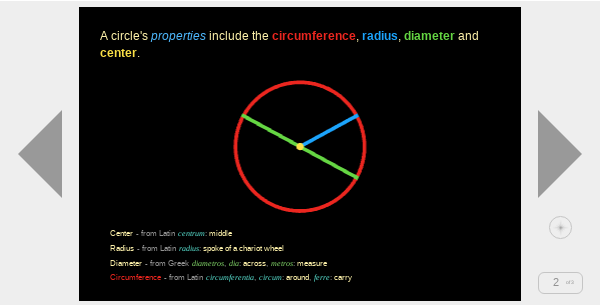 A circle's properties include the circumference, radius, diameter and
center.
Center - from Latin centrum: middle
Radius - from Latin radius: spoke of a chariot wheel
Diameter - from Greek diametros, dia: across, metros: measure
Circumference - from Latin circumferentia, circum: around, ferre: carry
2